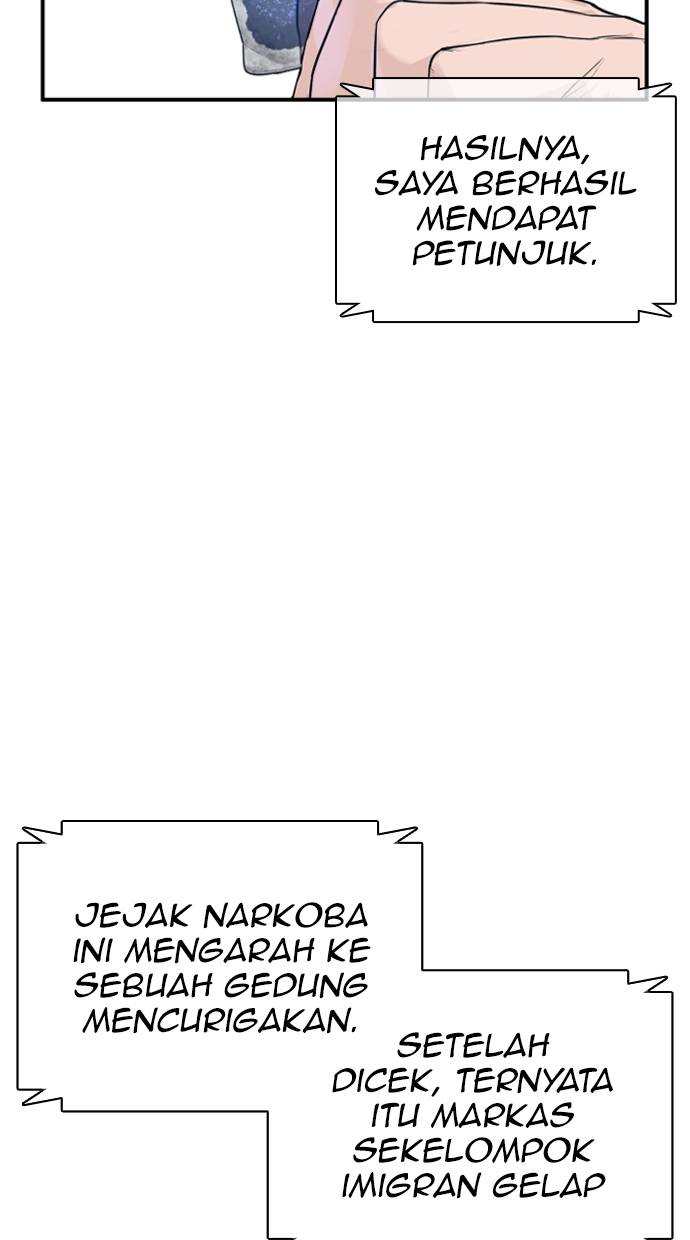 HASILNYA,
SAYA BERHASIL
MENDAPAT
PETUNJUK.
JEJAK NARKOBA
INI MENGARAH KE
SEBUAH GEDUNG
MENCURIGAKAN.
SETELAH
DICEK, TERNYATA
ITU MARKAS
SEKELOMPOK
IMIGRAN GELAP